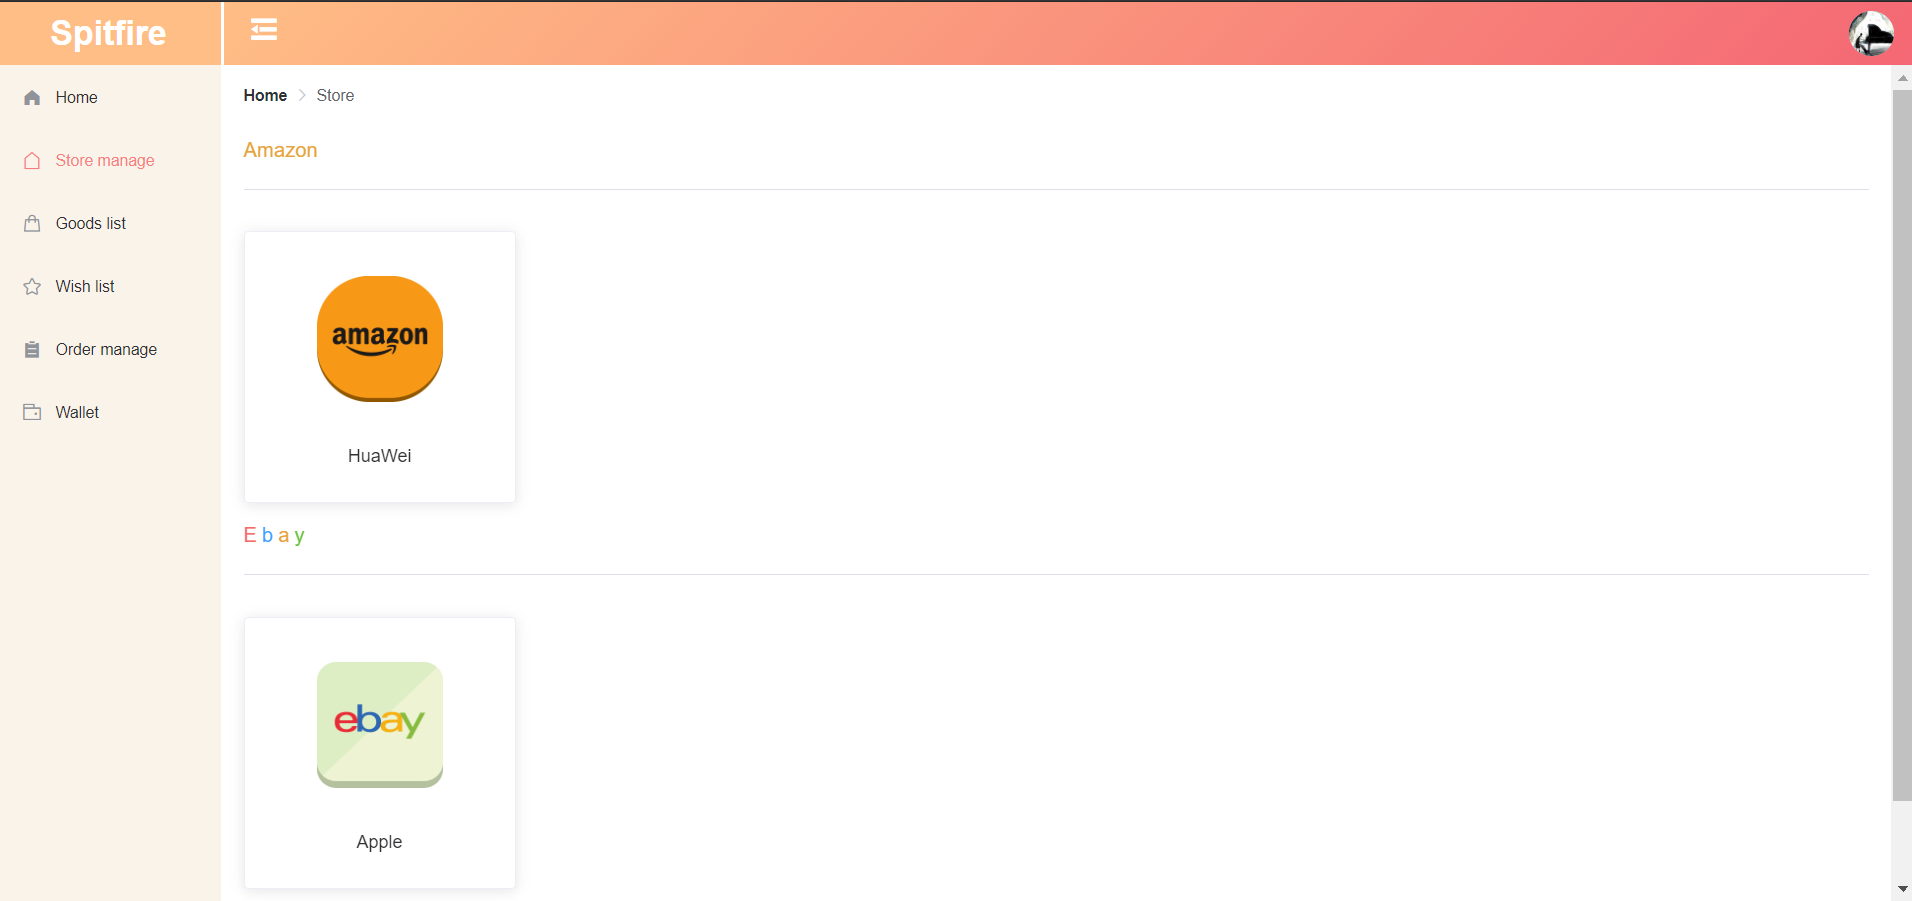 Spitfire
Home
Store manage
Goods list
Wish list
Order manage
Wallet
Home > Store
Amazon
amazon
HuaWei
E b a y
ebay
Apple